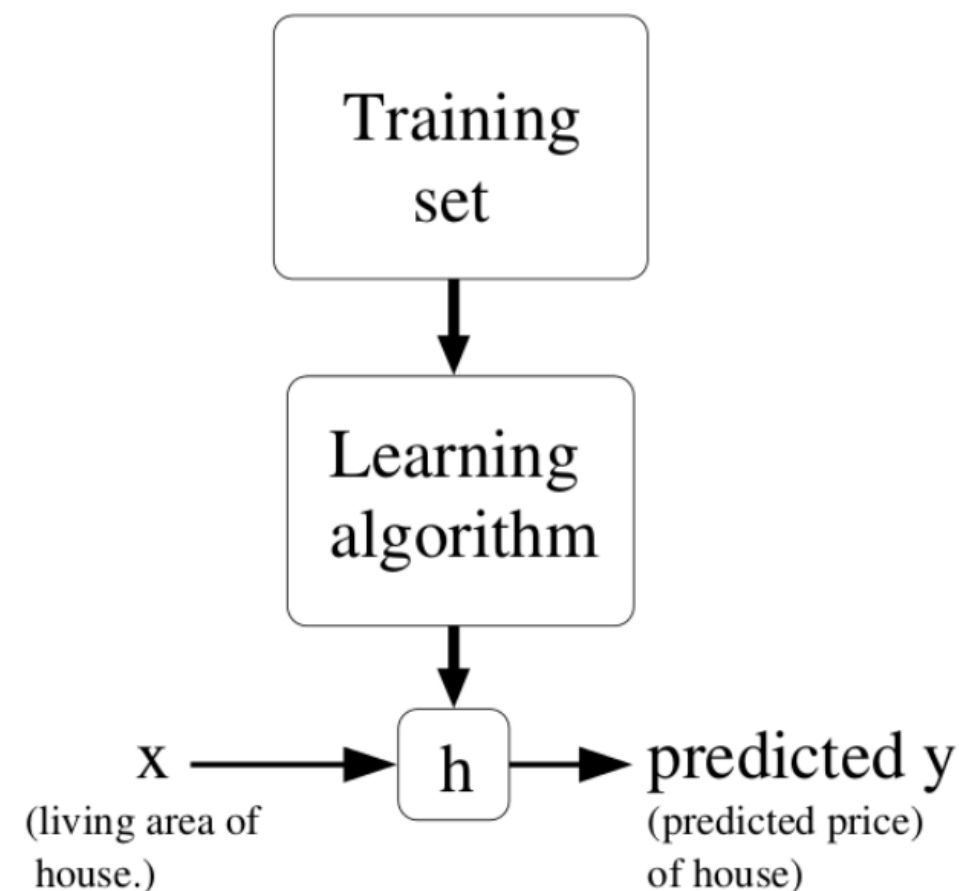 Training
set
Learning
algorithm
x
h
predicted y
(living area of
house.)
(predicted price)
of house)